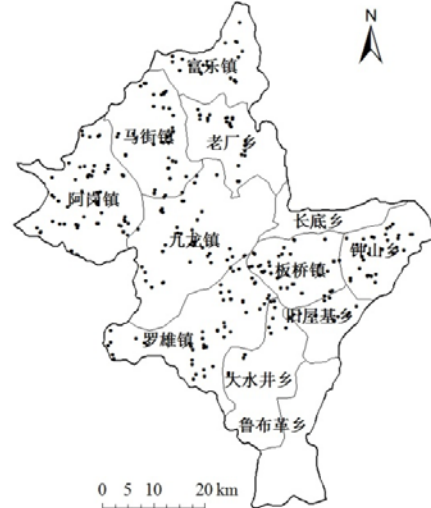 N
富乐镇
马街镇
老厂乡
阿岗镇
长底乡
九龙镇
钟山乡
板桥镇
旧屋基乡
罗雄镇
大水井乡
鲁布革乡
0 5 10 20 km